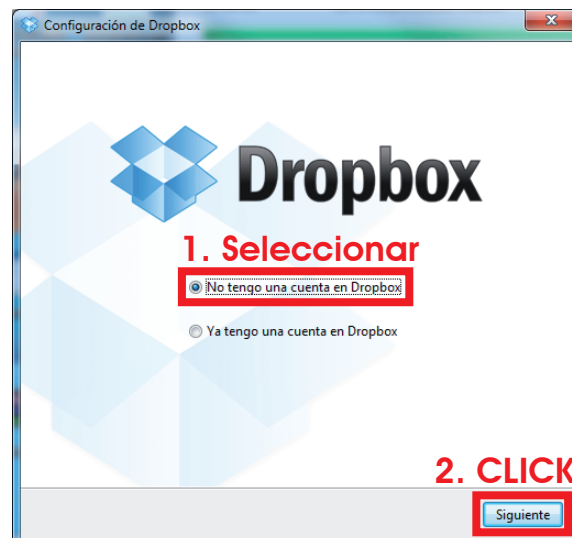 Configuración de Dropbox
Dropbox
1. Seleccionar
No tengo una cuenta en Dropbox
Ya tengo una cuenta en Dropbox
2. CLICK
Siguiente